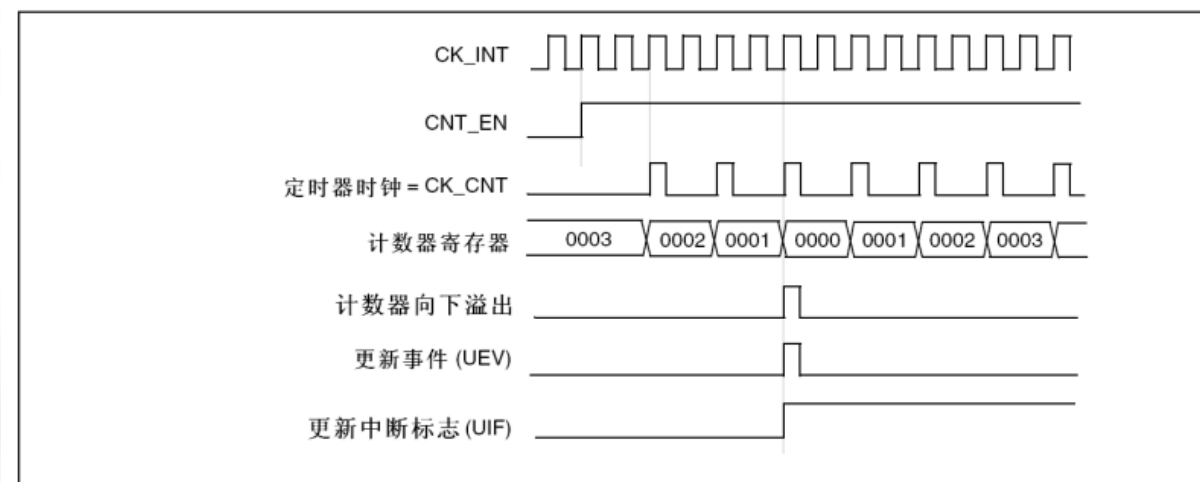 CK_INT
CNT_EN
定时器时钟 = CK_CNT
计数器寄存器 0003 0002 0001 0000 0001 0002 0003
计数器向下溢出
更新事件 (UEV)
更新中断标志 (UIF)